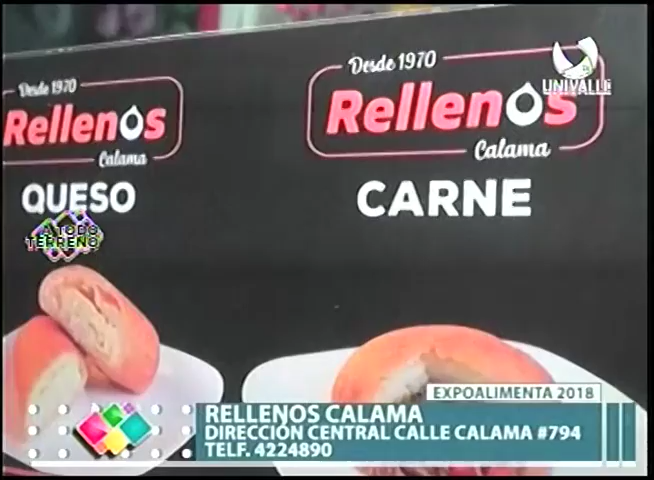 Desde 1970
Rellenos
Calama
QUESO
Desde 1970
Rellenos
Calama
CARNE
UNIVALLE
A TODO
TERRENO
EXPOALIMENTA 2018
RELLENOS CALAMA
DIRECCIÓN CENTRAL CALLE CALAMA #794
TELF. 4224890